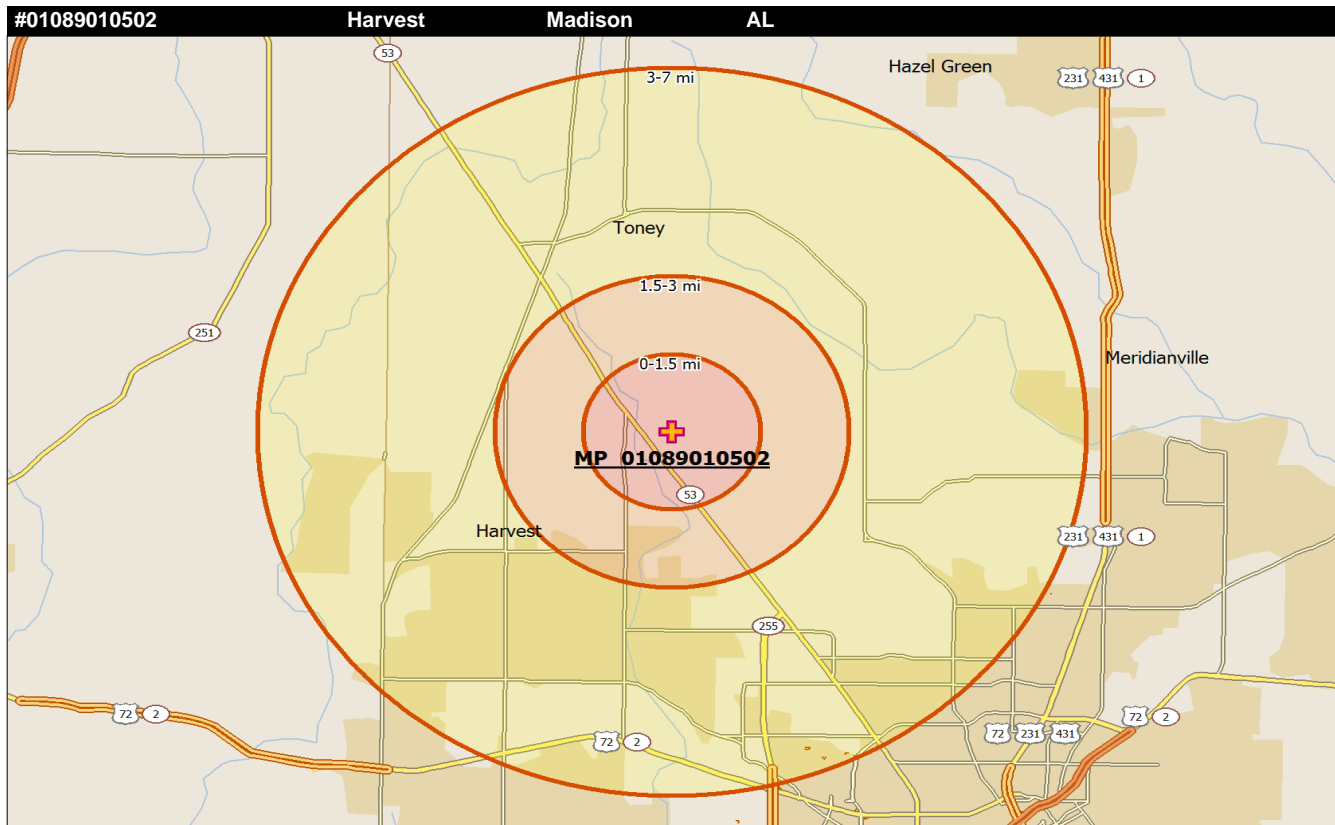 #01089010502 Harvest Madison AL
53
Hazel Green
3-7 mi
231 431 1
Toney
1.5-3 mi
251
Meridianville
0-1.5 mi
MP 01089010502
53
Harvest
231 431 1
255
72 2
72 2
72 2
72 231 431